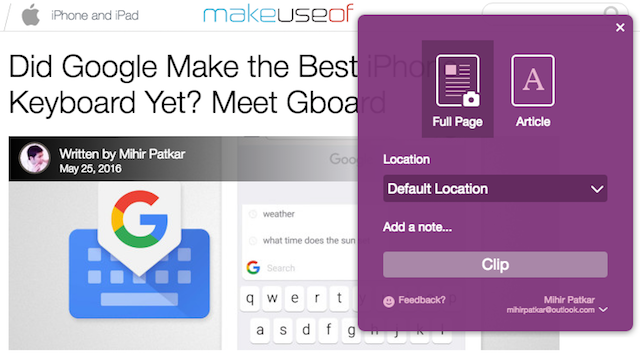 iPhone and iPad
makeuseof
Did Google Make the Best iPhone
Keyboard Yet? Meet Gboard
Written by Mihir Patkar
May 25, 2016
G
Goo
weather
what time does the sun
G Search
q w e r t y
a s d f g h
×
Full Page
A
Article
Location
Default Location
Add a note...
Clip
Feedback?
Mihir Patkar
mihirpatkar@outlook.com